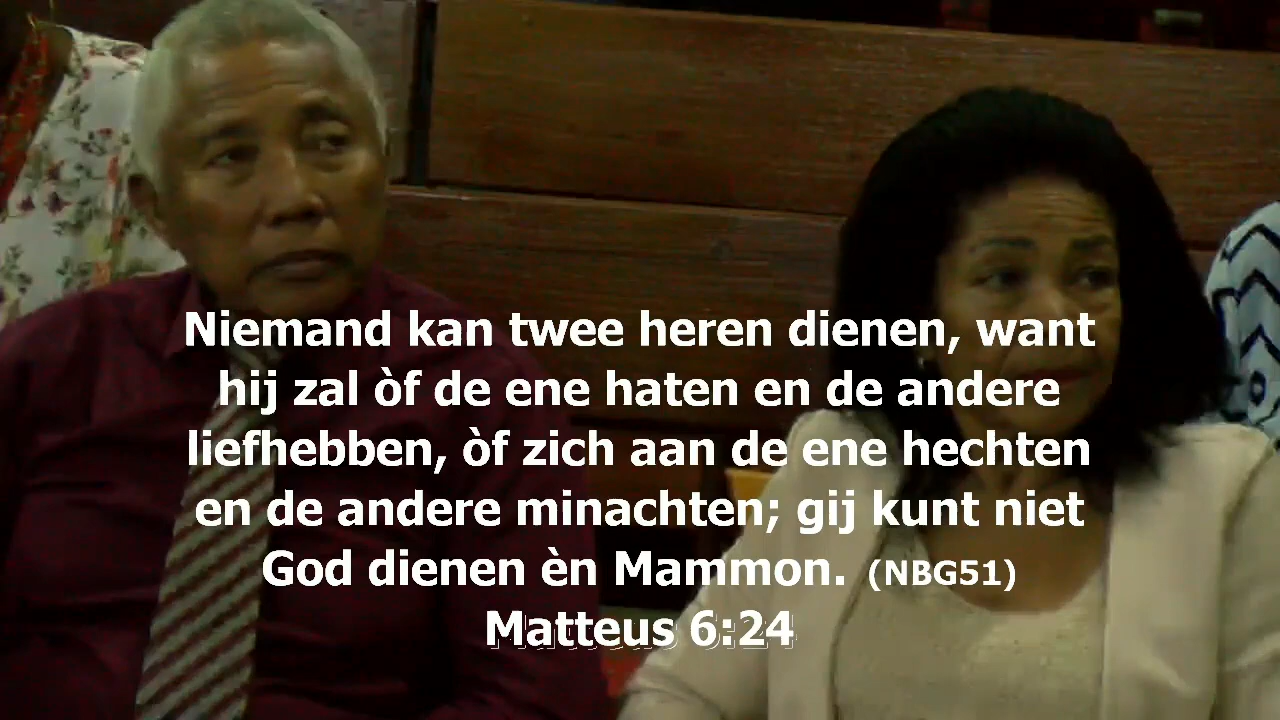 Niemand kan twee heren dienen, want
hij zal òf de ene haten en de andere
liefhebben, òf zich aan de ene hechten
en de andere minachten; gij kunt niet
God dienen èn Mammon. (NBG51)
Matteus 6:24